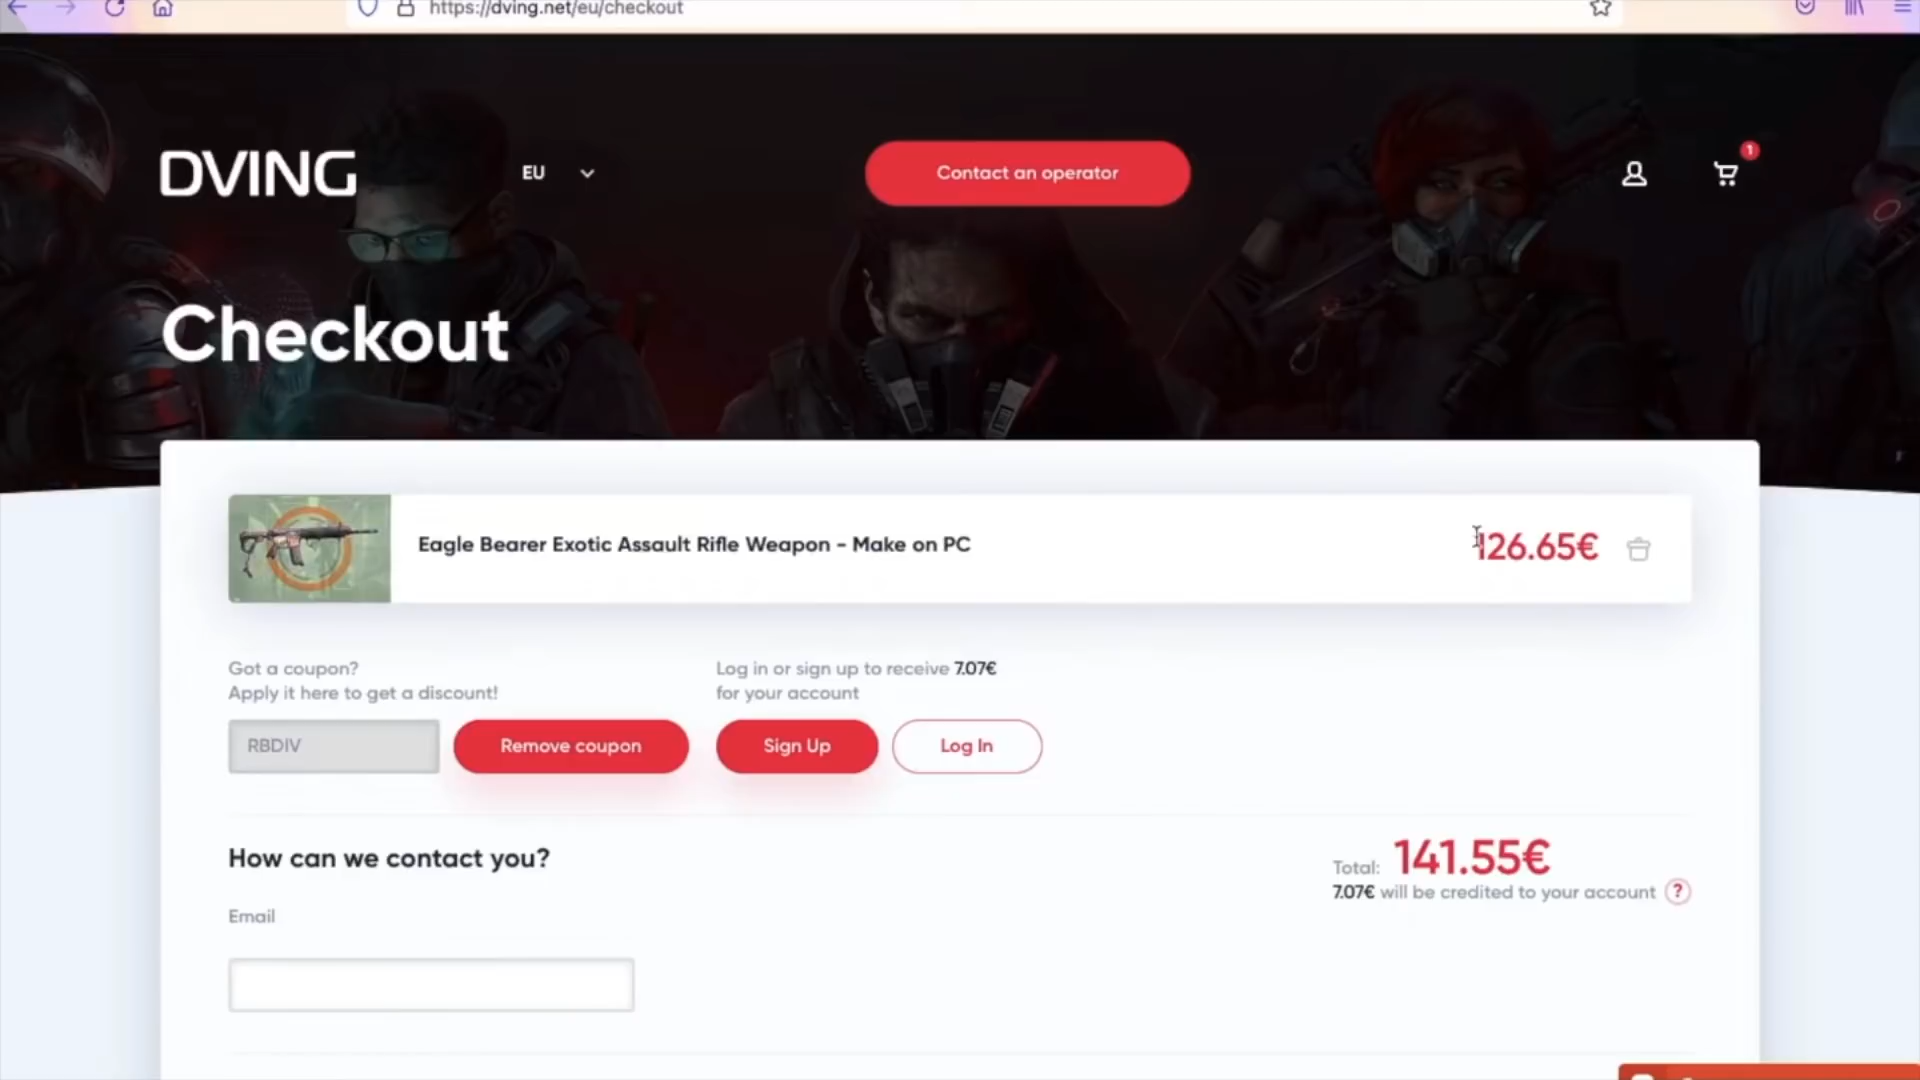 https://dving.net/eu/checkout
DVING
EU
Contact an operator
1
Checkout
Eagle Bearer Exotic Assault Rifle Weapon - Make on PC
126.65€
Got a coupon?
Apply it here to get a discount!
RBDIV
Remove coupon
Log in or sign up to receive 7.07€
for your account
Sign Up
Log In
How can we contact you?
Total: 141.55€
7.07€ will be credited to your account ?
Email